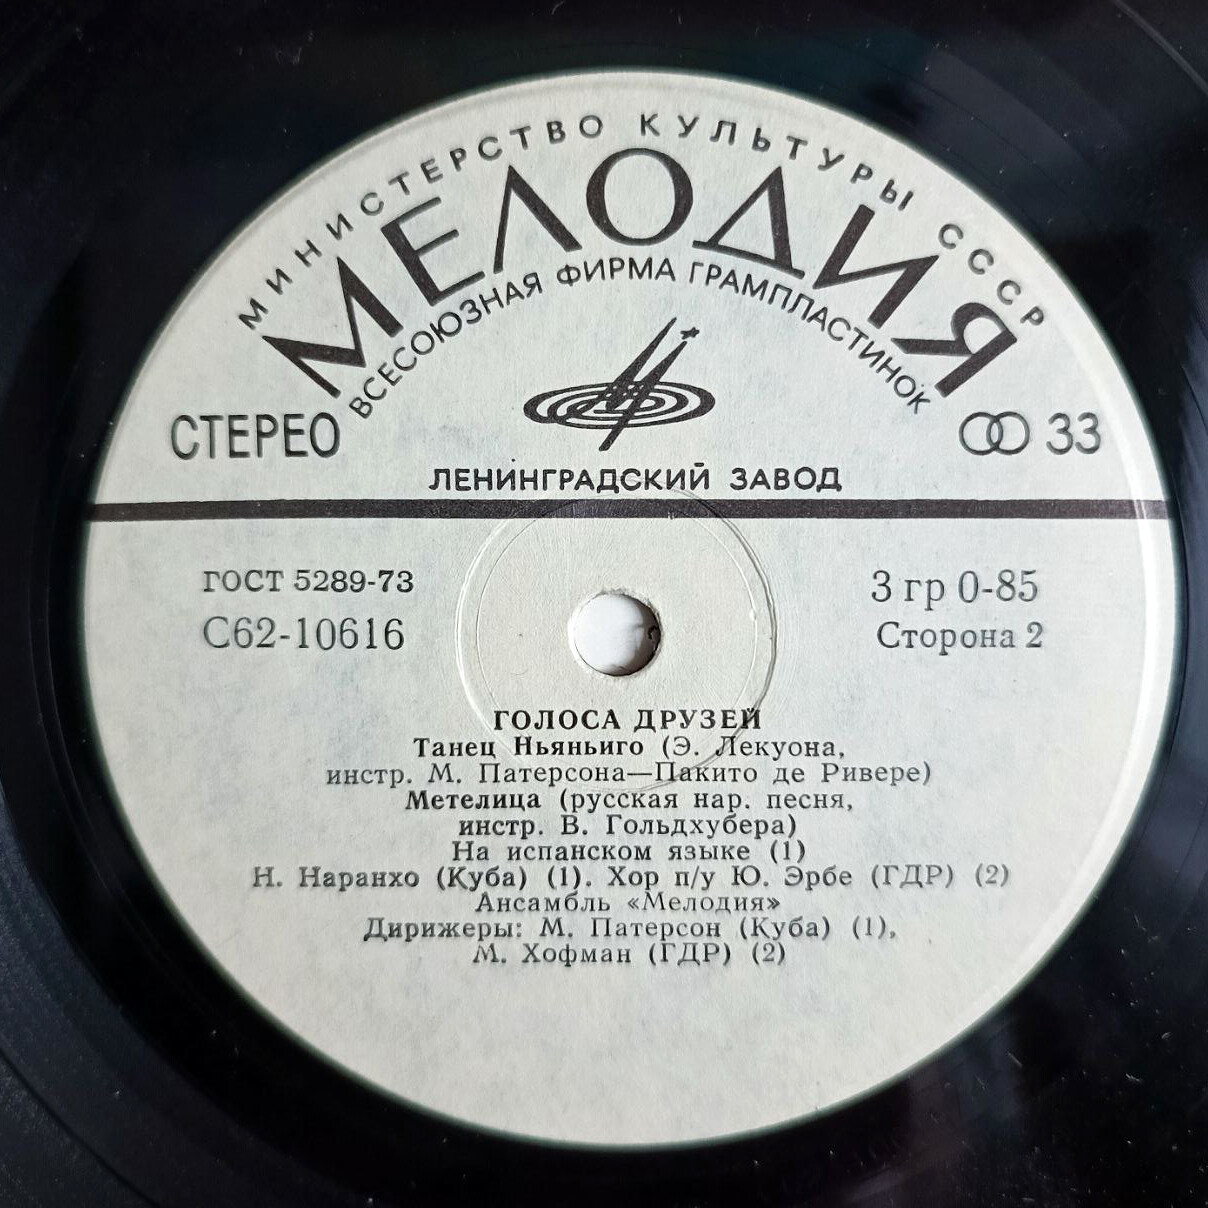 МИНИСТЕРСТВО КУЛЬТУРЫ СССР
МЕЛОДИЯ
ВСЕСОЮЗНАЯ ФИРМА ГРАМПЛАСТИНОК
СТЕРЕО
33
ЛЕНИНГРАДСКИЙ ЗАВОД
ГОСТ 5289-73
3 гр 0-85
С62-10616
Сторона 2
ГОЛОСА ДРУЗЕЙ
Танец Ньяньиго (Э. Лекуона,
инстр. М. Патерсона—Пакито де Ривере)
Метелица (русская нар. песня,
инстр. В. Гольдхубера)
На испанском языке (1)
Н. Наранхо (Куба) (1). Хор п/у Ю. Эрбе (ГДР) (2)
Ансамбль «Мелодия»
Дирижеры: М. Патерсон (Куба) (1),
М. Хофман (ГДР) (2)